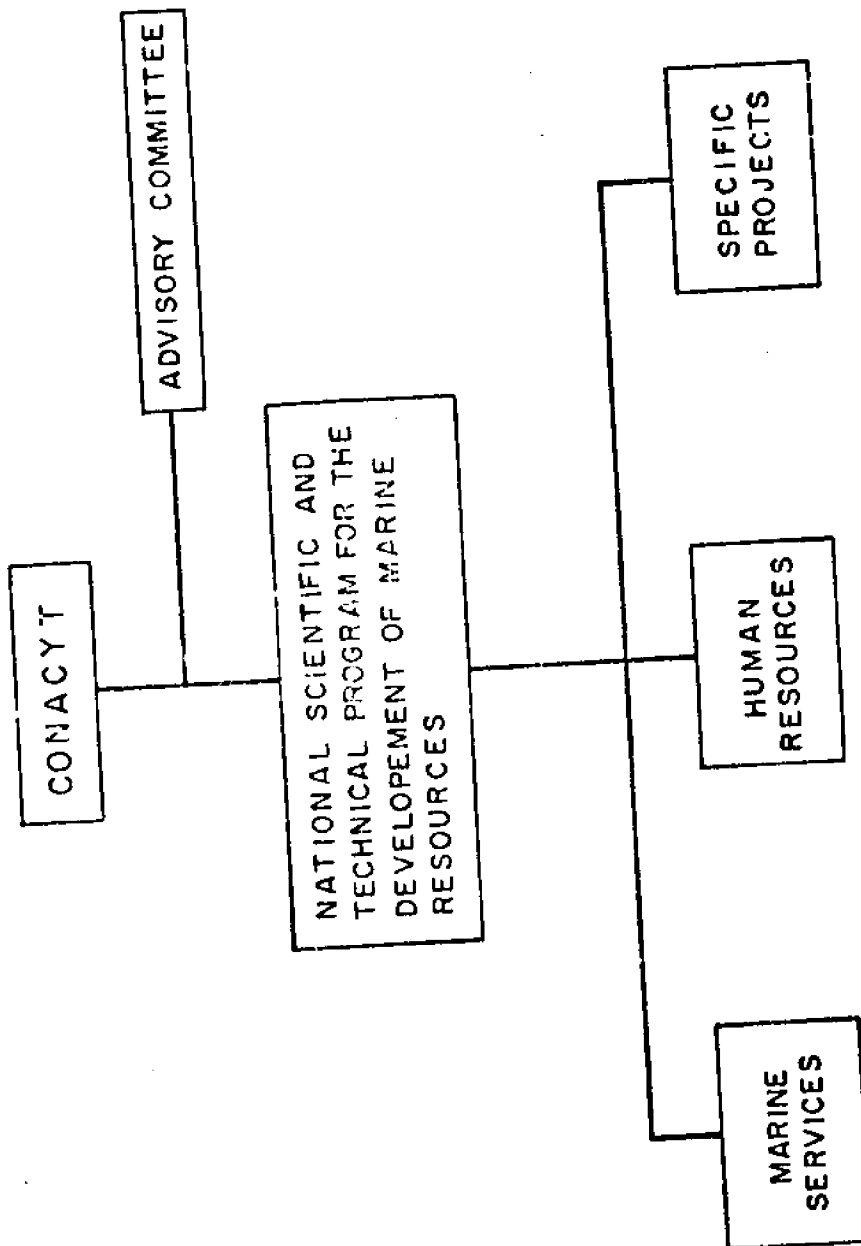 CONACYT
ADVISORY COMMITTEE
NATIONAL SCIENTIFIC AND
TECHNICAL PROGRAM FOR THE
DEVELOPEMENT OF MARINE
RESOURCES
MARINE
SERVICES
HUMAN
RESOURCES
SPECIFIC
PROJECTS